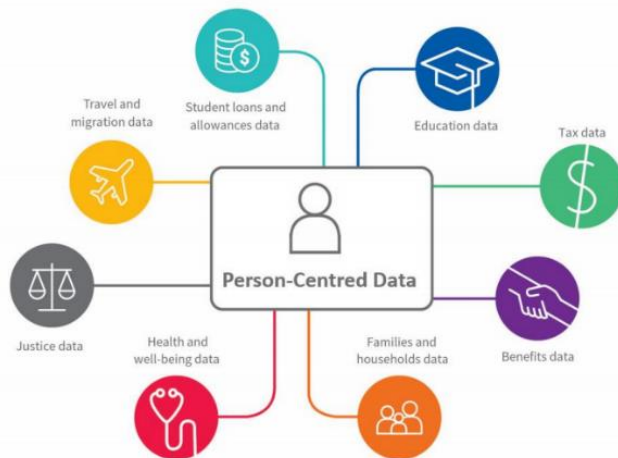 Travel and
migration data
Student loans and
allowances data
Education data
Tax data
$
Person-Centred Data
Justice data
Health and
well-being data
Families and
households data
Benefits data